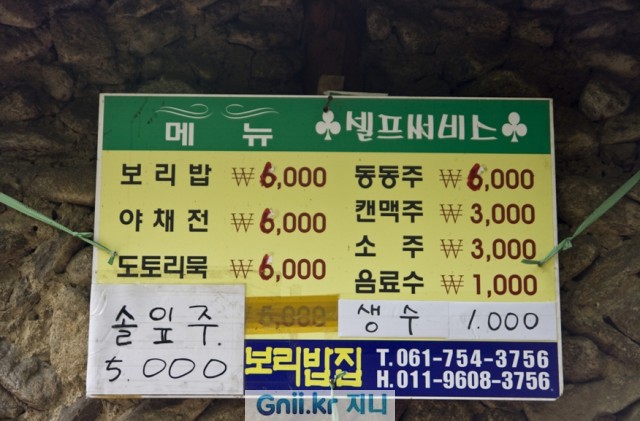 메 뉴 ♣셀프써비스♣
보리밥 ₩6,000
야채전 ₩6,000
도토리묵 ₩6,000
동동주 ₩6,000
캔맥주 ₩3,000
소 주 ₩3,000
음료수 ₩1,000
솔잎주.
5.000
5,000
생수 1.000
보리밥집
T.061-754-3756
H.011-9608-3756
Gnii.kr 지니